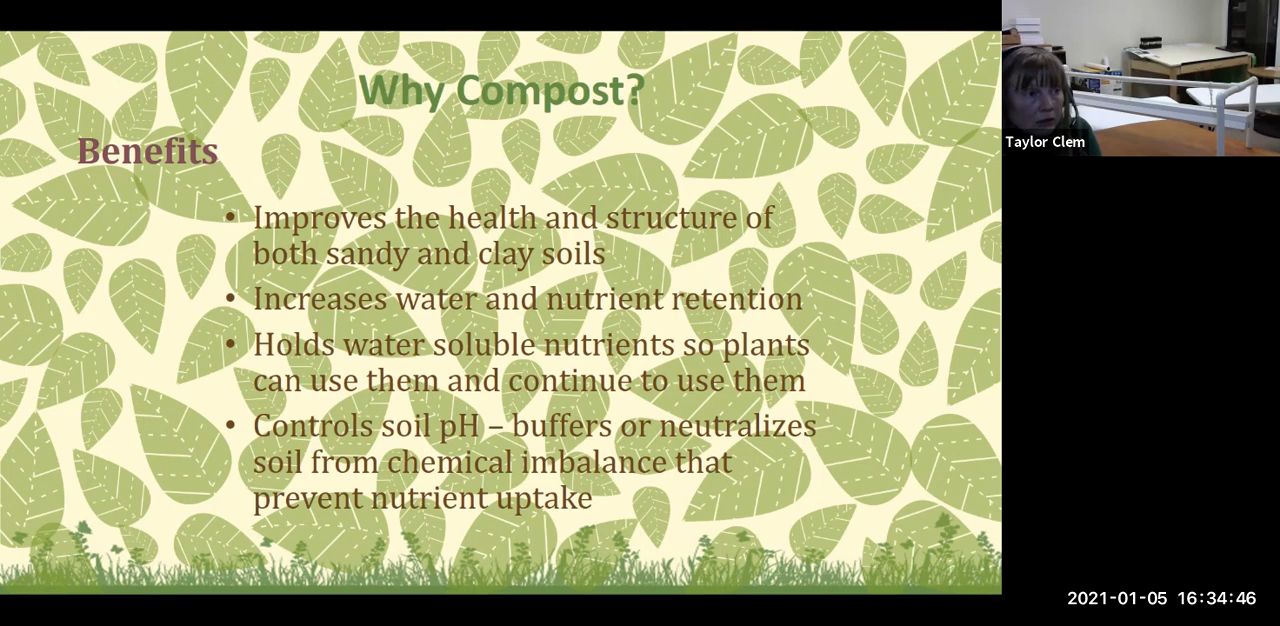 Why Compost?
Benefits
• Improves the health and structure of
both sandy and clay soils
• Increases water and nutrient retention
• Holds water soluble nutrients so plants
can use them and continue to use them
• Controls soil pH – buffers or neutralizes
soil from chemical imbalance that
prevent nutrient uptake
Taylor Clem
2021-01-05 16:34:46